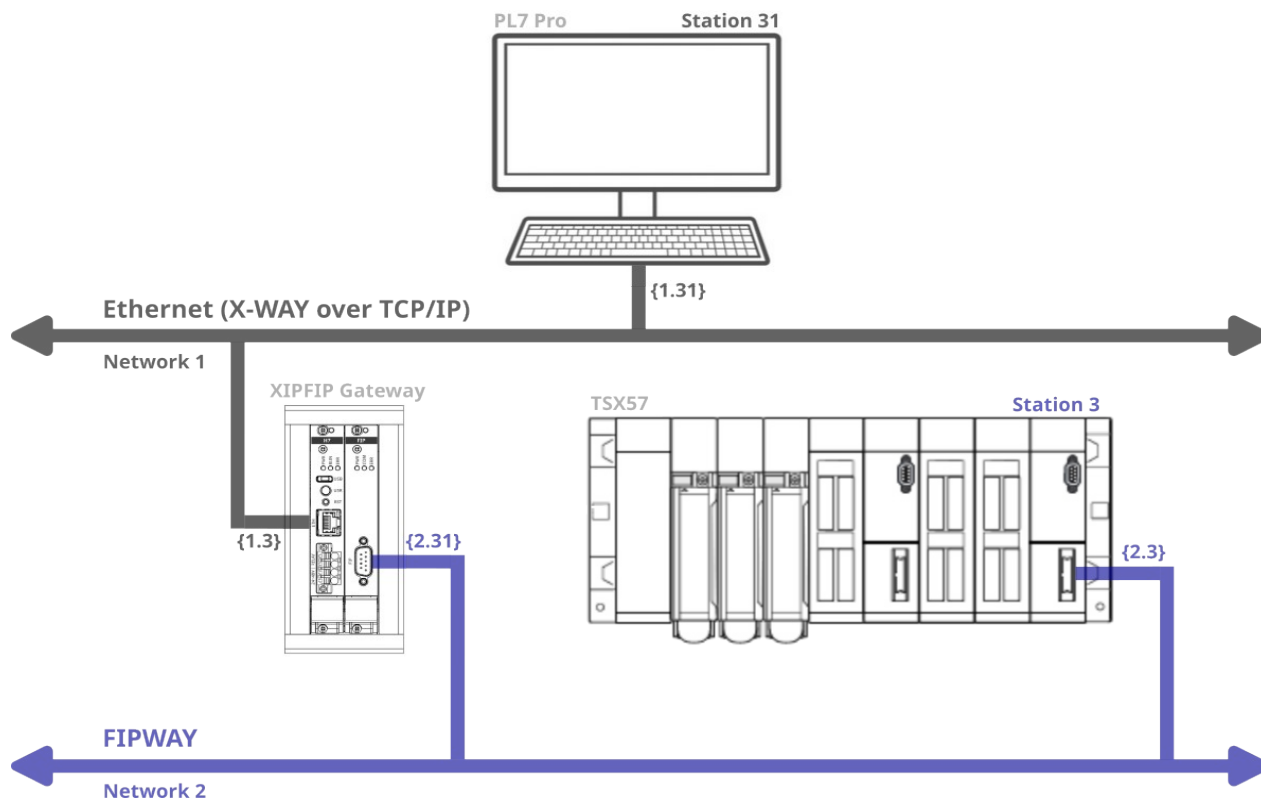 PL7 Pro
Station 31
{1.31}
Ethernet (X-WAY over TCP/IP)
Network 1
XIPFIP Gateway
TSX57
Station 3
{1.3}
{2.31}
{2.3}
FIPWAY
Network 2